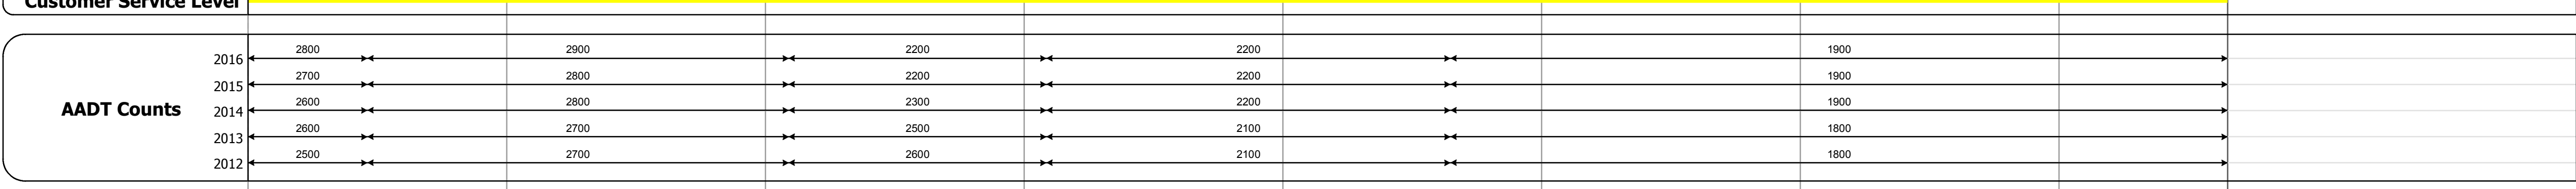 Customer Service Level
2016 2800 2900 2200 2200 1900
2015 2700 2800 2200 2200 1900
AADT Counts
2014 2600 2800 2300 2200 1900
2013 2600 2700 2500 2100 1800
2012 2500 2700 2600 2100 1800